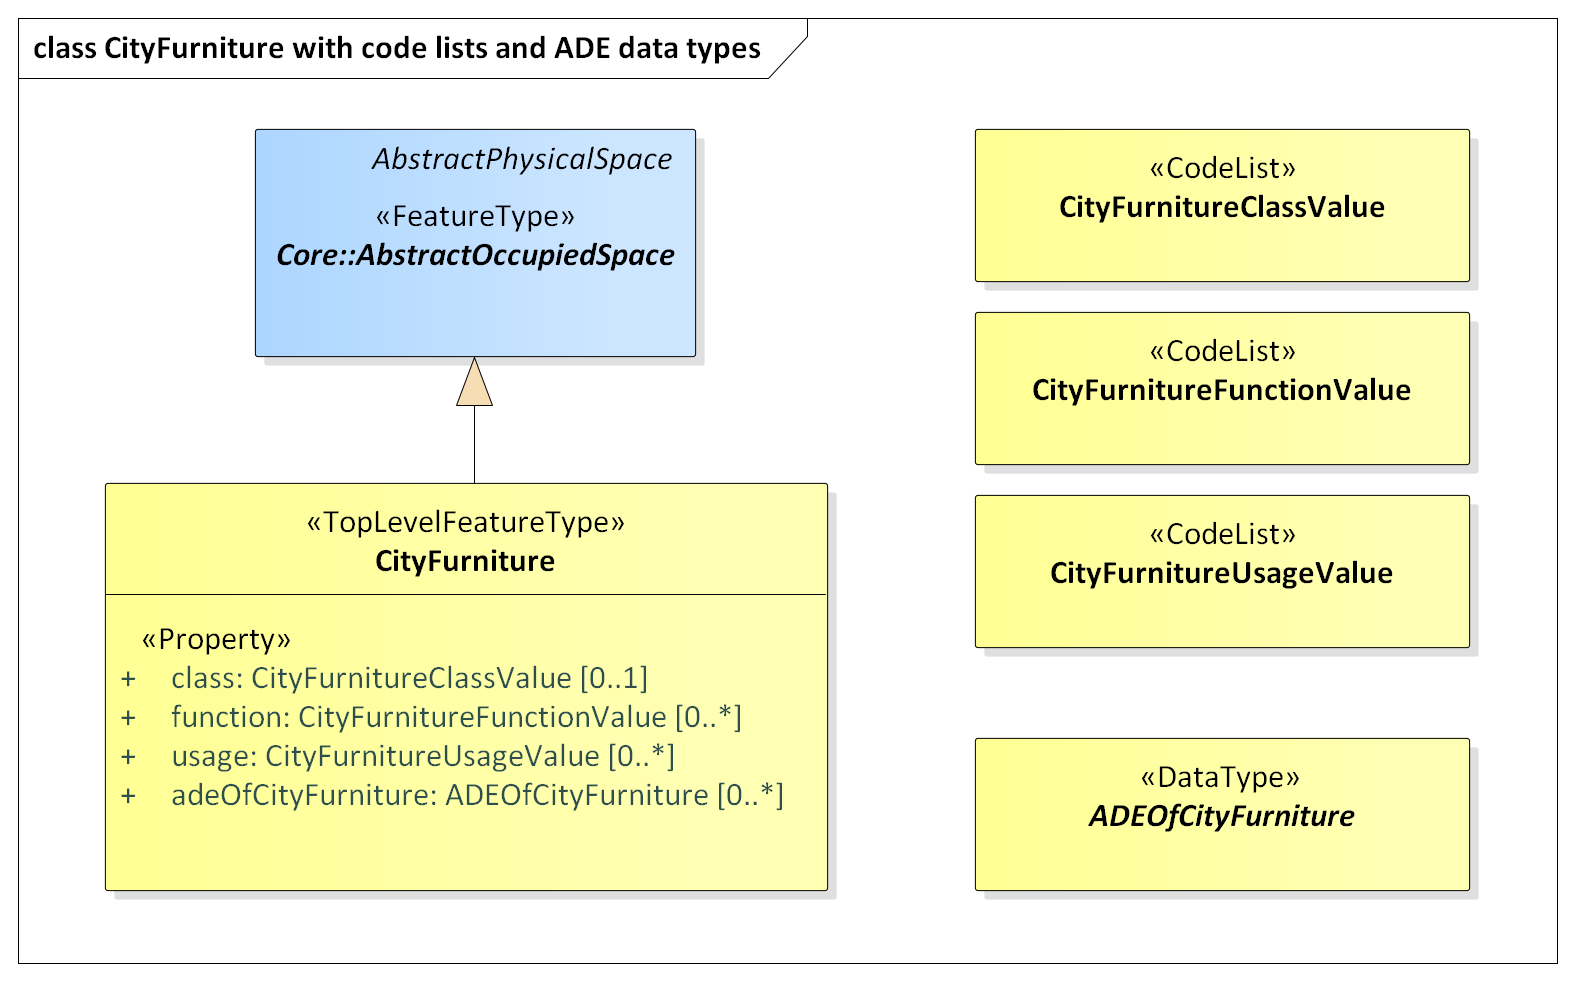 class CityFurniture with code lists and ADE data types
AbstractPhysicalSpace
«FeatureType»
Core::AbstractOccupiedSpace
«TopLevelFeatureType»
CityFurniture
«Property»
+ class: CityFurnitureClassValue [0..1]
+ function: CityFurnitureFunctionValue [0..*]
+ usage: CityFurnitureUsageValue [0..*]
+ adeOfCityFurniture: ADEOfCityFurniture [0..*]
«CodeList»
CityFurnitureClassValue
«CodeList»
CityFurnitureFunctionValue
«CodeList»
CityFurnitureUsageValue
«DataType»
ADEOfCityFurniture